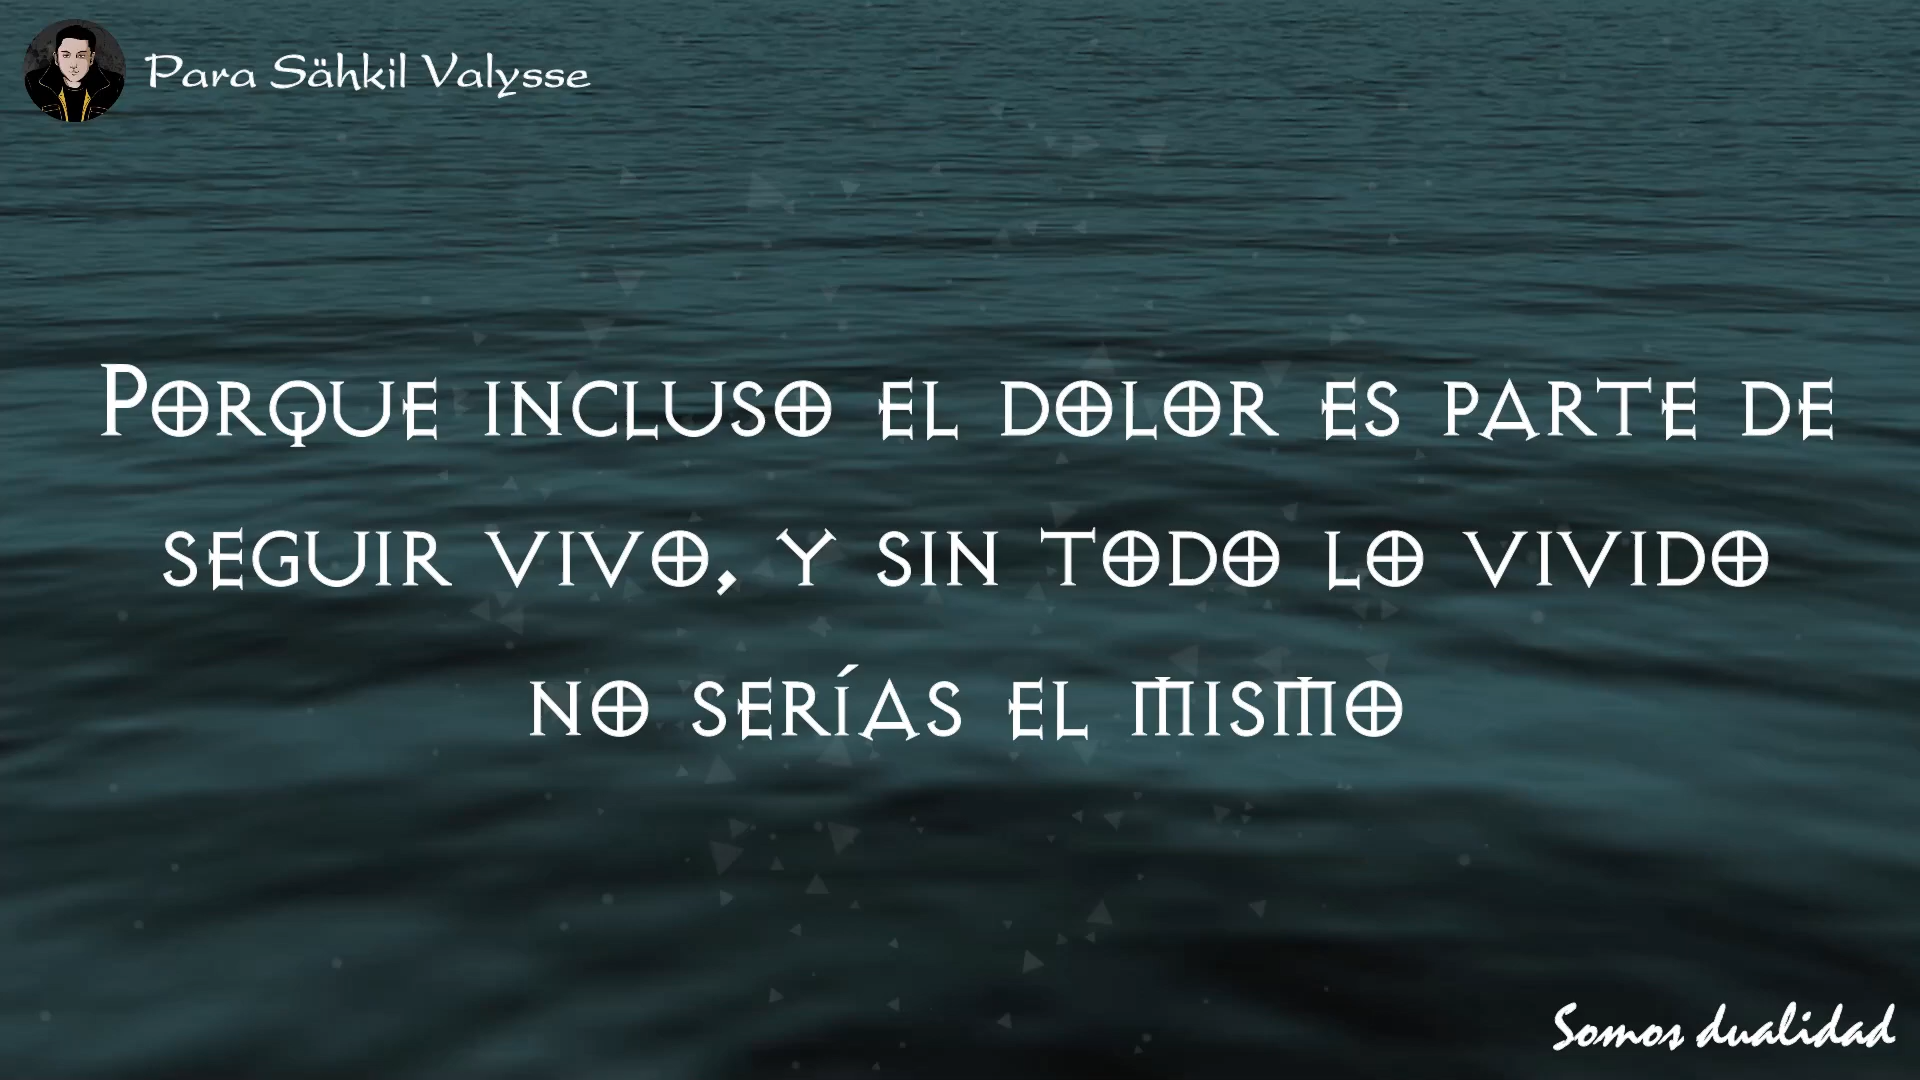 Para Sähkil Valysse
Porque incluso el dolor es parte de
seguir vivo, y sin todo lo vivido
no serías el mismo
Somos dualidad